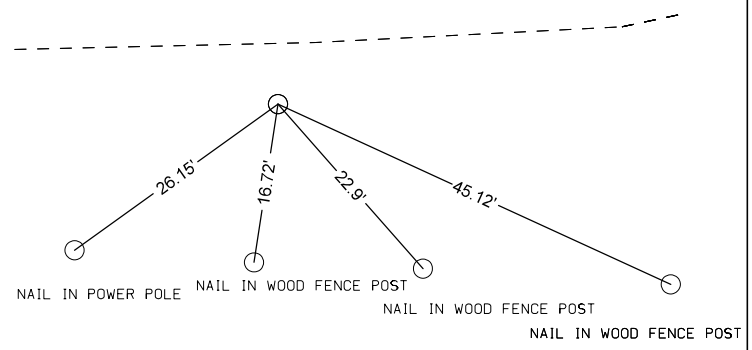 26.15'
16.72'
22.9'
45.12'
NAIL IN POWER POLE
NAIL IN WOOD FENCE POST
NAIL IN WOOD FENCE POST
NAIL IN WOOD FENCE POST